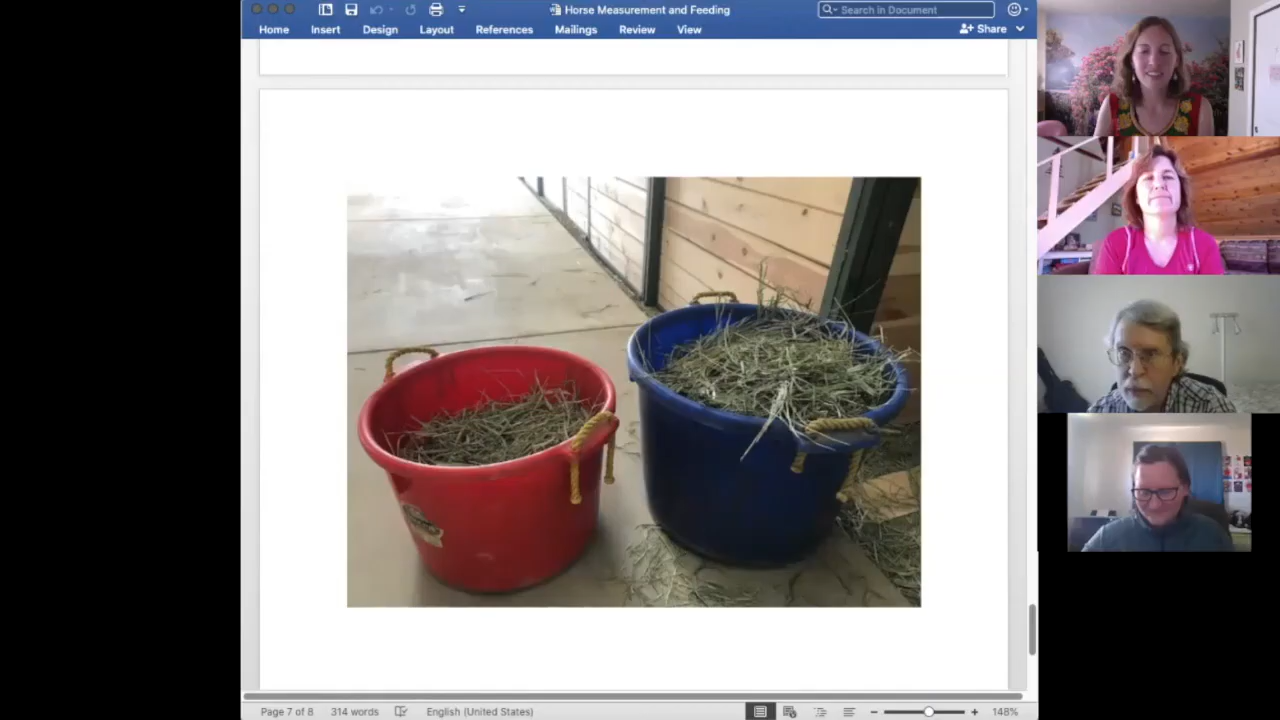 Horse Measurement and Feeding
Search in Document
Home Insert Design Layout References Mailings Review View Share
Page 7 of 8 314 words English (United States) 148%